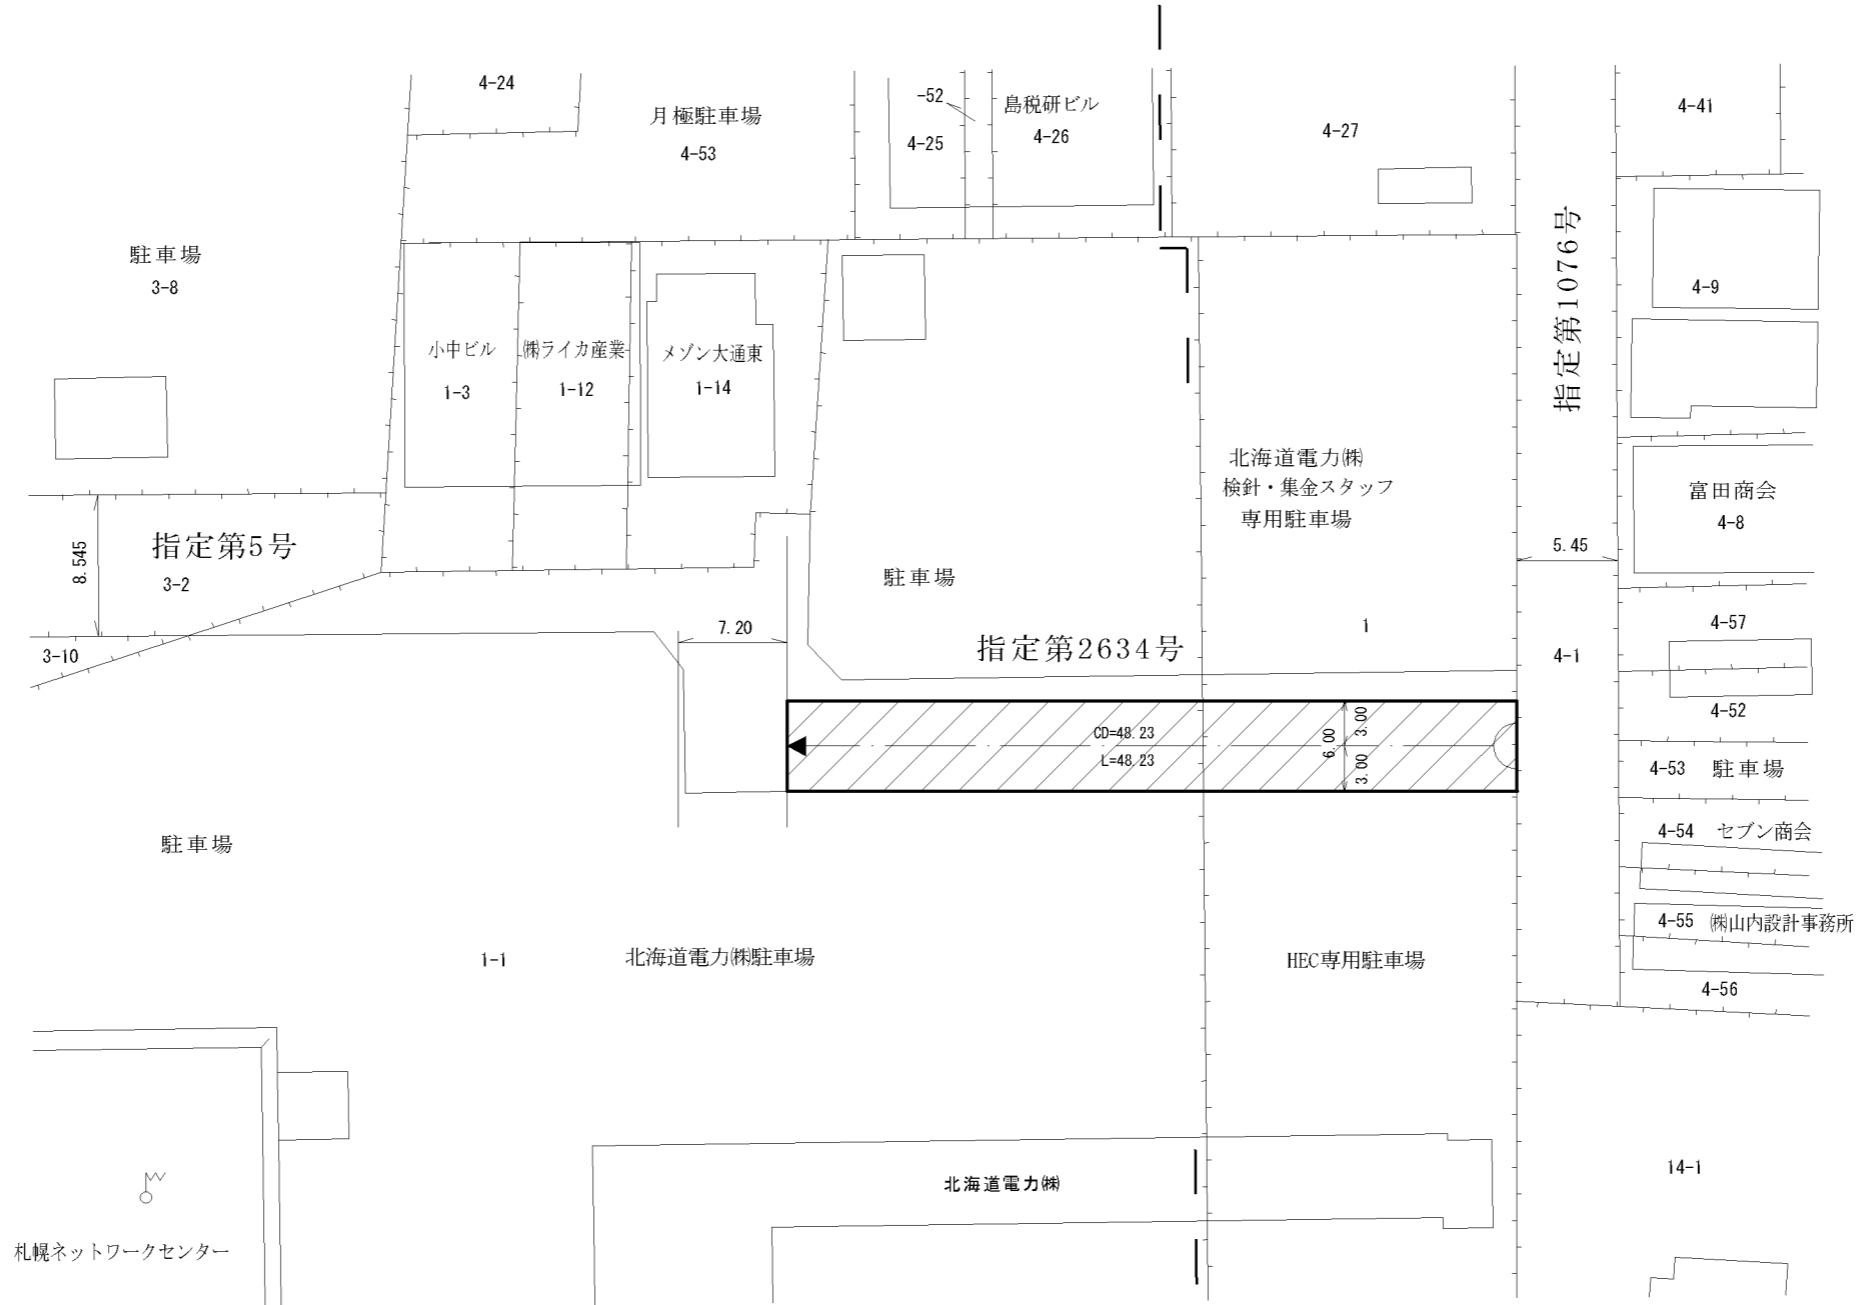 4-24
月極駐車場
4-53
-52
4-25
島税研ビル
4-26
4-27
4-41
駐車場
3-8
指定第11076号
4-9
小中ビル
1-3
㈱ライカ産業
1-12
メゾン大通東
1-14
北海道電力㈱
検針・集金スタッフ
専用駐車場
富田商会
4-8
指定第5号
8.545
3-2
3-10
5.45
駐車場
7.20
指定第2634号
1
4-1
4-57
4-52
CD=48.23
L=48.23
6.00
3.00
3.00
4-53 駐車場
4-54 セブン商会
駐車場
4-55 ㈱山内設計事務所
1-1
北海道電力㈱駐車場
HEC専用駐車場
4-56
14-1
北海道電力㈱
札幌ネットワークセンター